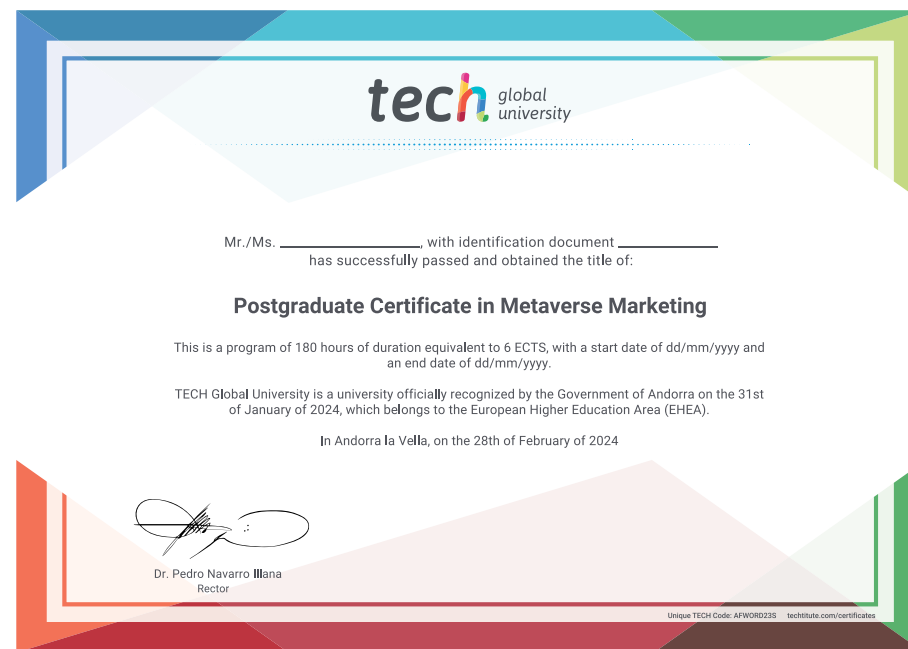 tech global
university
Mr./Ms. ____________, with identification document ____________
has successfully passed and obtained the title of:
Postgraduate Certificate in Metaverse Marketing
This is a program of 180 hours of duration equivalent to 6 ECTS, with a start date of dd/mm/yyyy and
an end date of dd/mm/yyyy.
TECH Global University is a university officially recognized by the Government of Andorra on the 31st
of January of 2024, which belongs to the European Higher Education Area (EHEA).
In Andorra la Vella, on the 28th of February of 2024
Dr. Pedro Navarro Illana
Rector
Unique TECH Code: AFWORD23S techtitute.com/certificates